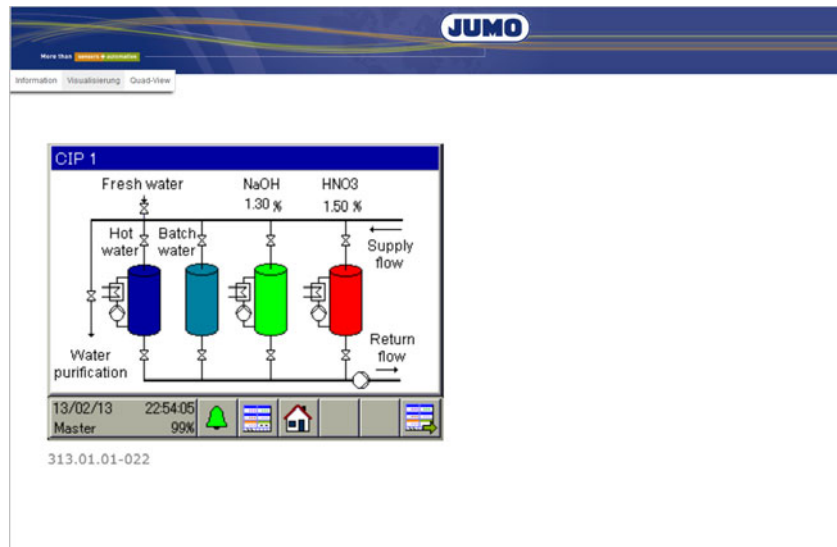 JUMO
More than sensors + automation
Information Visualisierung Quad-View
CIP 1
Fresh water
NaOH
HNO3
1.30 %
1.50 %
Hot
water
Batch
water
Supply
flow
Return
flow
Water
purification
13/02/13 22:54:05
Master 99%
313.01.01-022